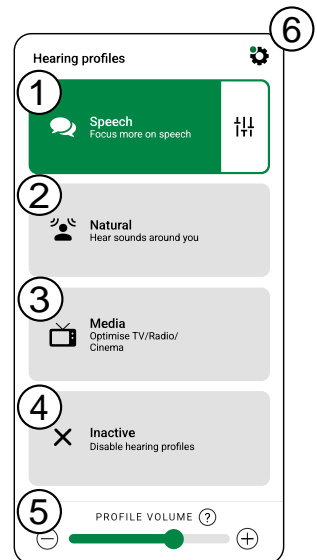 6
Hearing profiles
1
Speech
Focus more on speech
2
Natural
Hear sounds around you
3
Media
Optimise TV/Radio/
Cinema
4
Inactive
Disable hearing profiles
5
PROFILE VOLUME ?